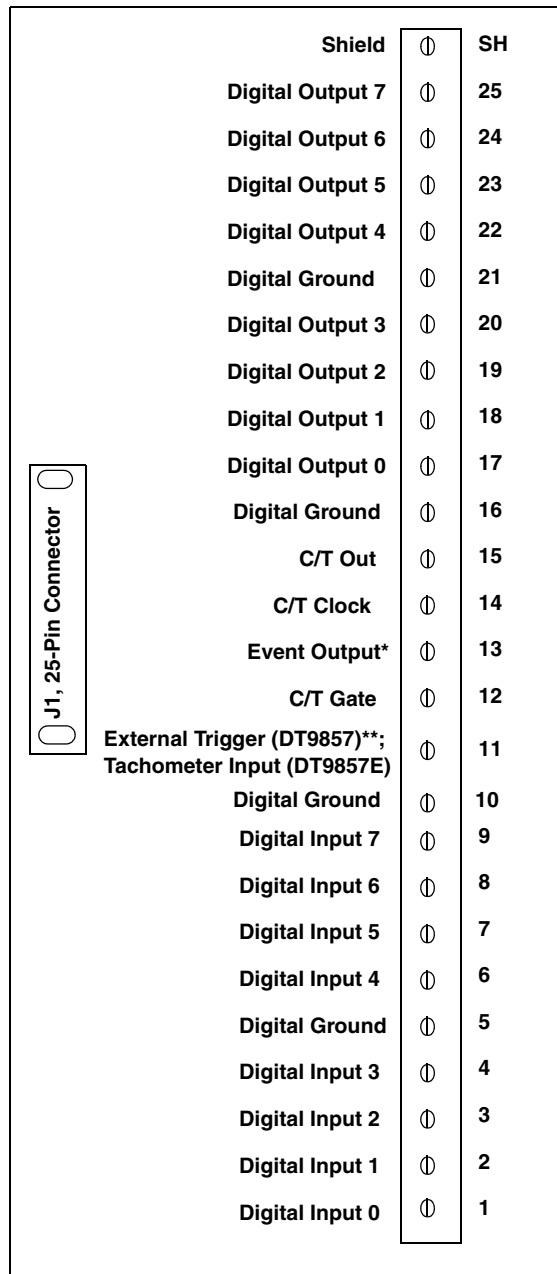 Shield SH
Digital Output 7 25
Digital Output 6 24
Digital Output 5 23
Digital Output 4 22
Digital Ground 21
Digital Output 3 20
Digital Output 2 19
Digital Output 1 18
Digital Output 0 17
Digital Ground 16
C/T Out 15
C/T Clock 14
Event Output* 13
C/T Gate 12
External Trigger (DT9857)**;
Tachometer Input (DT9857E) 11
Digital Ground 10
Digital Input 7 9
Digital Input 6 8
Digital Input 5 7
Digital Input 4 6
Digital Ground 5
Digital Input 3 4
Digital Input 2 3
Digital Input 1 2
Digital Input 0 1
J1, 25-Pin Connector